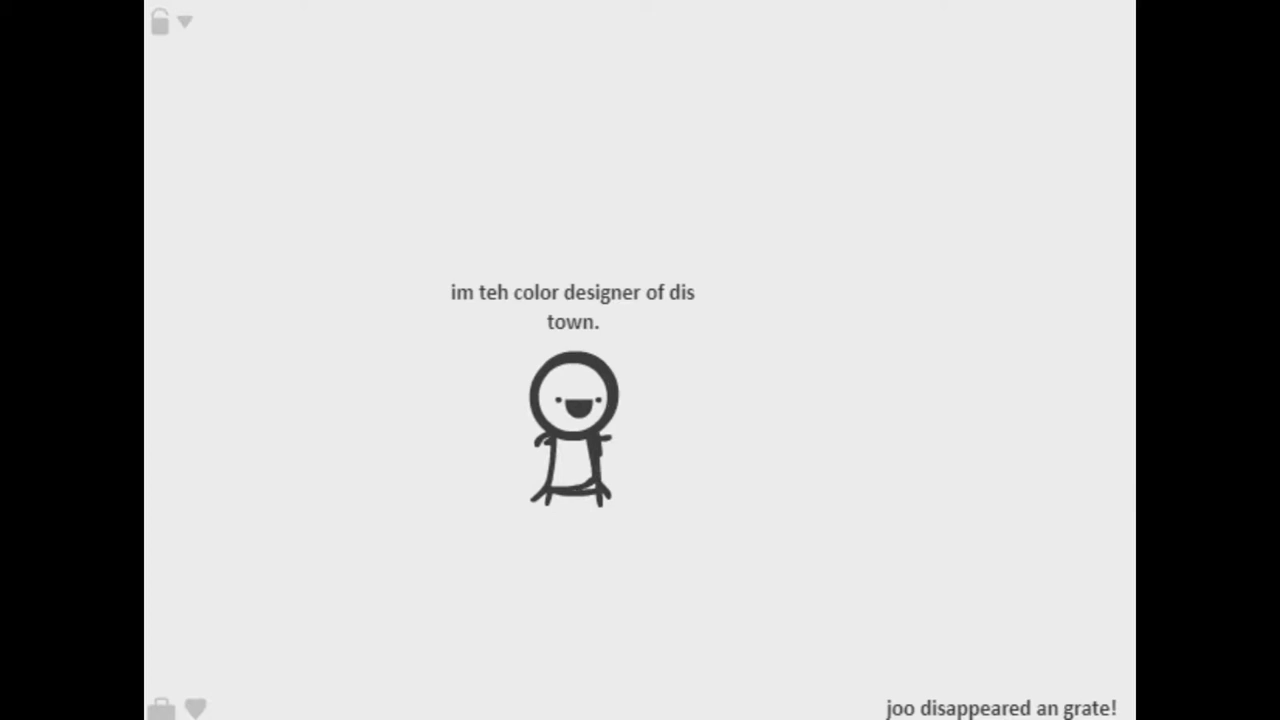 im teh color designer of dis
town.
joo disappeared an grate!